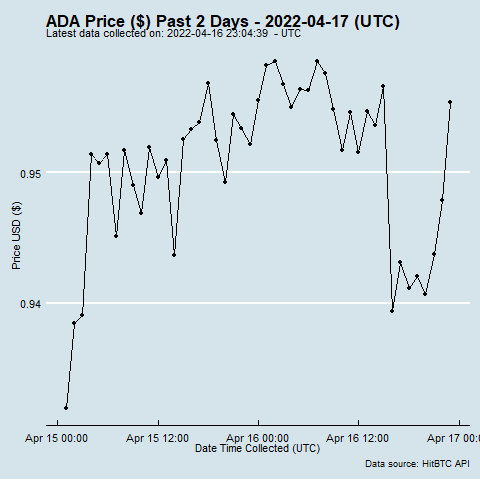 ADA Price ($) Past 2 Days - 2022-04-17 (UTC)
Latest data collected on: 2022-04-16 23:04:39 - UTC
0.95
Price USD ($)
0.94
Apr 15 00:00 Apr 15 12:00 Apr 16 00:00 Apr 16 12:00 Apr 17 00:0
Date Time Collected (UTC)
Data source: HitBTC API